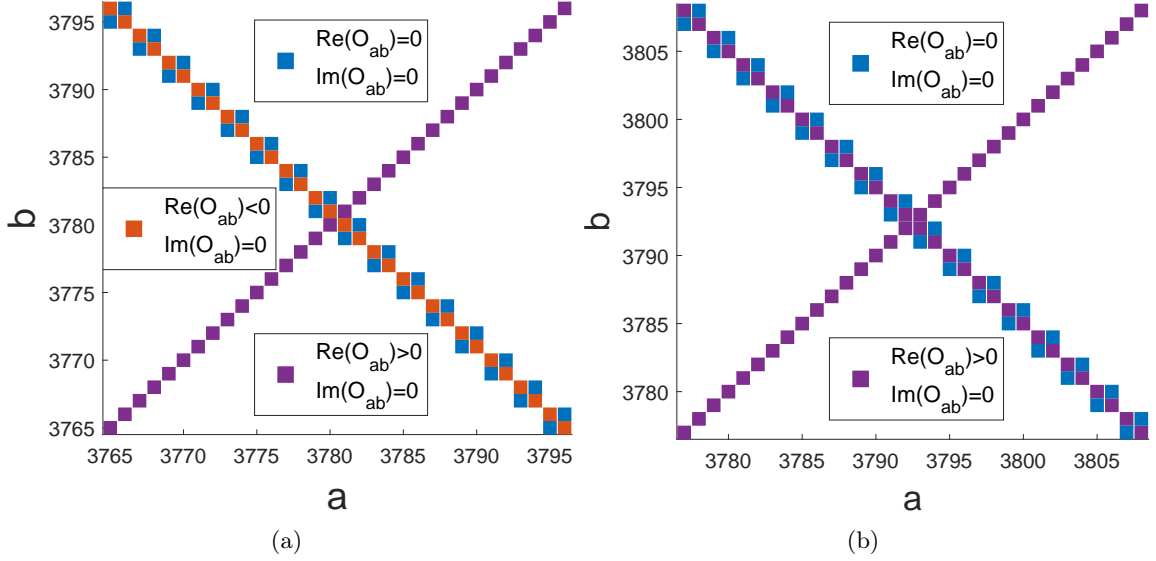 3795
3790
3785
3780
3775
3770
3765
b
Re(O_ab)=0
Im(O_ab)=0
Re(O_ab)<0
Im(O_ab)=0
Re(O_ab)>0
Im(O_ab)=0
3765 3770 3775 3780 3785 3790 3795
a
(a)
3805
3800
3795
3790
3785
3780
b
Re(O_ab)=0
Im(O_ab)=0
Re(O_ab)>0
Im(O_ab)=0
3780 3785 3790 3795 3800 3805
a
(b)